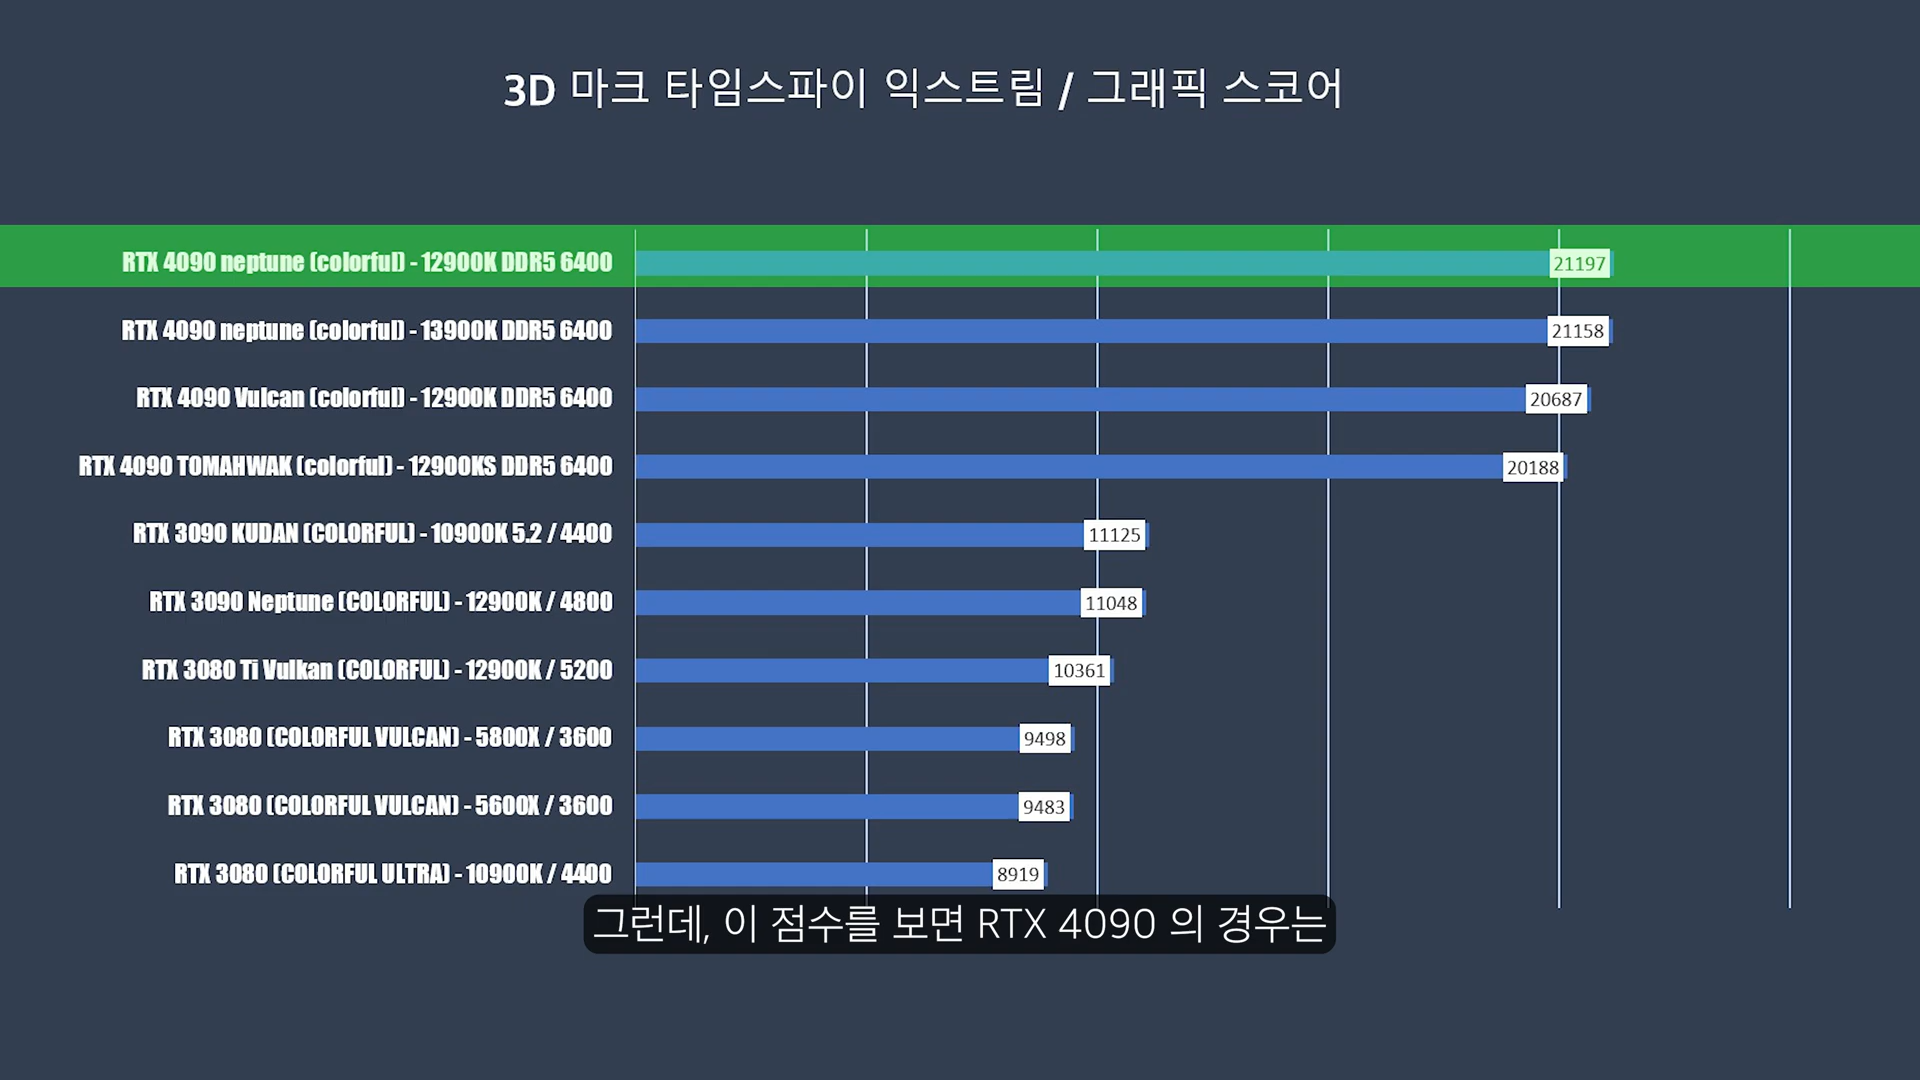 3D 마크 타임스파이 익스트림 / 그래픽 스코어
RTX 4090 neptune (colorful) - 12900K DDR5 6400 21197
RTX 4090 neptune (colorful) - 13900K DDR5 6400 21158
RTX 4090 Vulcan (colorful) - 12900K DDR5 6400 20687
RTX 4090 TOMAHWAK (colorful) - 12900KS DDR5 6400 20188
RTX 3090 KUDAN (COLORFUL) - 10900K 5.2 / 4400 11125
RTX 3090 Neptune (COLORFUL) - 12900K / 4800 11048
RTX 3080 Ti Vulkan (COLORFUL) - 12900K / 5200 10361
RTX 3080 (COLORFUL VULCAN) - 5800X / 3600 9498
RTX 3080 (COLORFUL VULCAN) - 5600X / 3600 9483
RTX 3080 (COLORFUL ULTRA) - 10900K / 4400 8919
그런데, 이 점수를 보면 RTX 4090 의 경우는